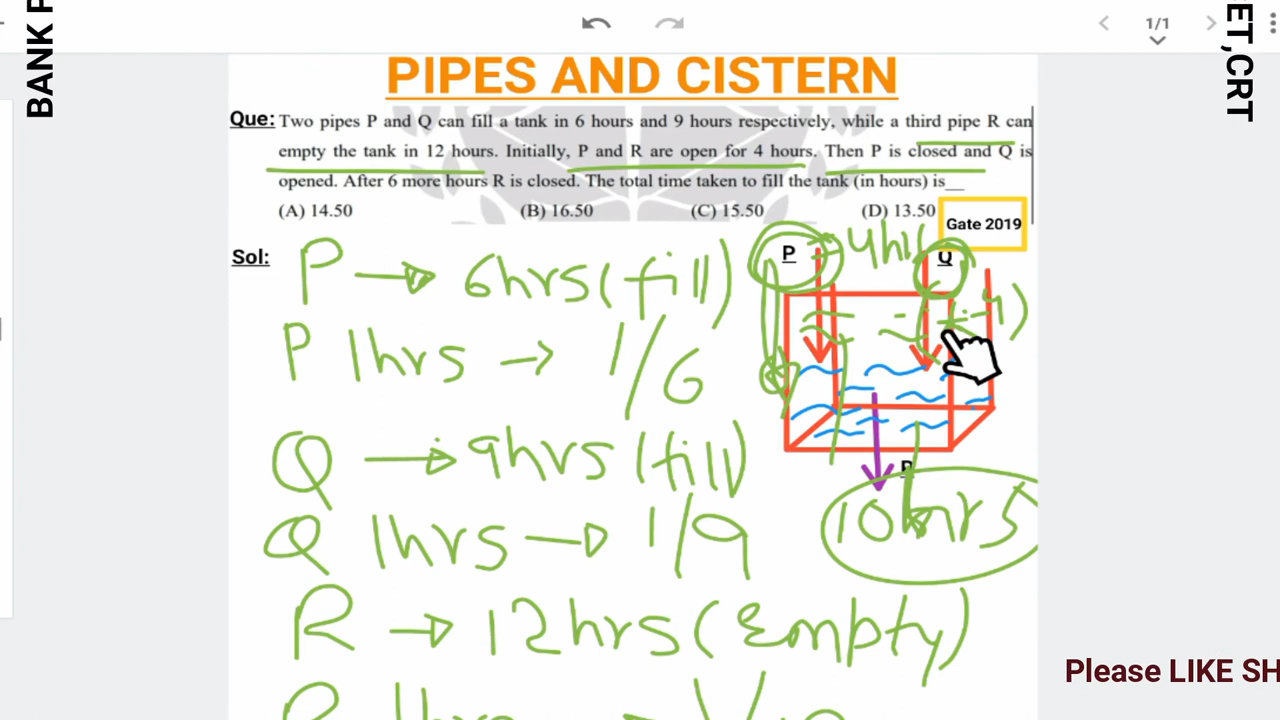 BANK P
ET,CRT
1/1
PIPES AND CISTERN
Que: Two pipes P and Q can fill a tank in 6 hours and 9 hours respectively, while a third pipe R can
empty the tank in 12 hours. Initially, P and R are open for 4 hours. Then P is closed and Q is
opened. After 6 more hours R is closed. The total time taken to fill the tank (in hours) is__
(A) 14.50 (B) 16.50 (C) 15.50 (D) 13.50
Gate 2019
Sol:
P → 6hrs (fill)
P 1hrs → 1/6
Q → 9hrs (fill)
Q 1hrs → 1/9
R → 12hrs (Empty)
P
Q
10hrs
Please LIKE SH